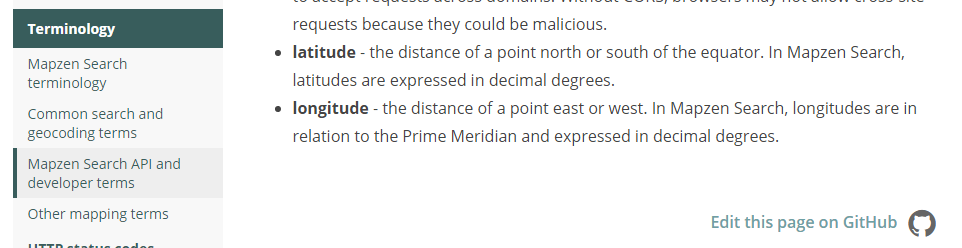 Terminology
Mapzen Search
terminology
Common search and
geocoding terms
Mapzen Search API and
developer terms
Other mapping terms
HTTP status codes
to accept requests across domains. Without CORS, browsers may not allow cross-site
requests because they could be malicious.
• latitude - the distance of a point north or south of the equator. In Mapzen Search,
latitudes are expressed in decimal degrees.
• longitude - the distance of a point east or west. In Mapzen Search, longitudes are in
relation to the Prime Meridian and expressed in decimal degrees.
Edit this page on GitHub